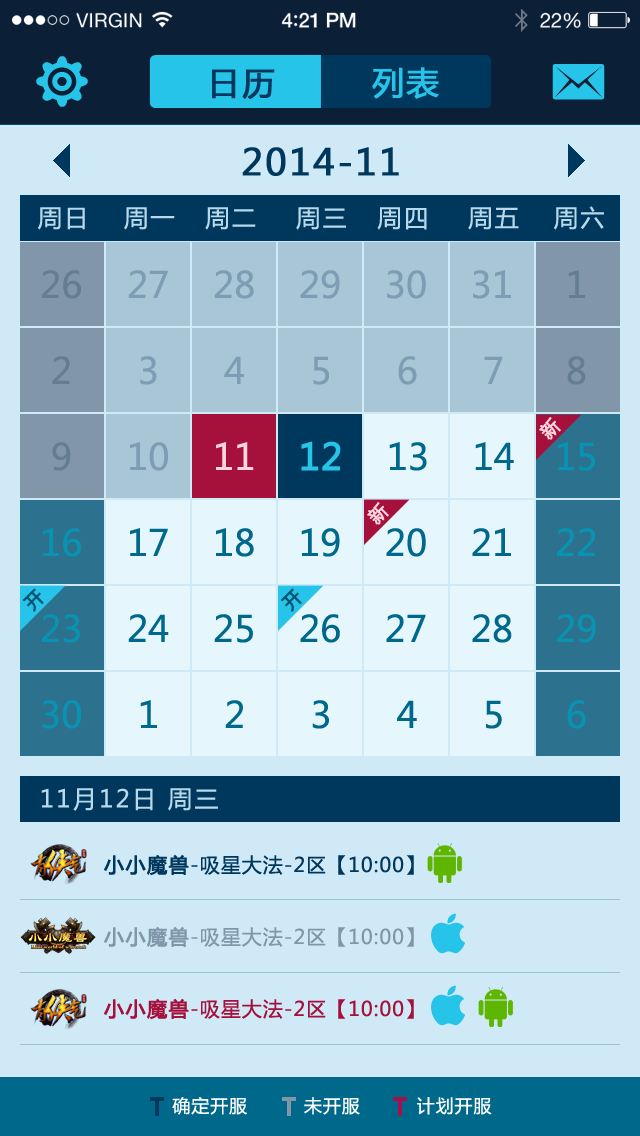 VIRGIN 4:21 PM 22%
日历 列表
2014-11
周日 周一 周二 周三 周四 周五 周六
26 27 28 29 30 31 1
2 3 4 5 6 7 8
9 10 11 12 13 14 新 15
16 17 18 19 新 20 21 22
开 23 24 25 开 26 27 28 29
30 1 2 3 4 5 6
11月12日 周三
小小魔兽-吸星大法-2区【10:00】
小小魔兽 小小魔兽-吸星大法-2区【10:00】
小小魔兽-吸星大法-2区【10:00】
T 确定开服 T 未开服 T 计划开服